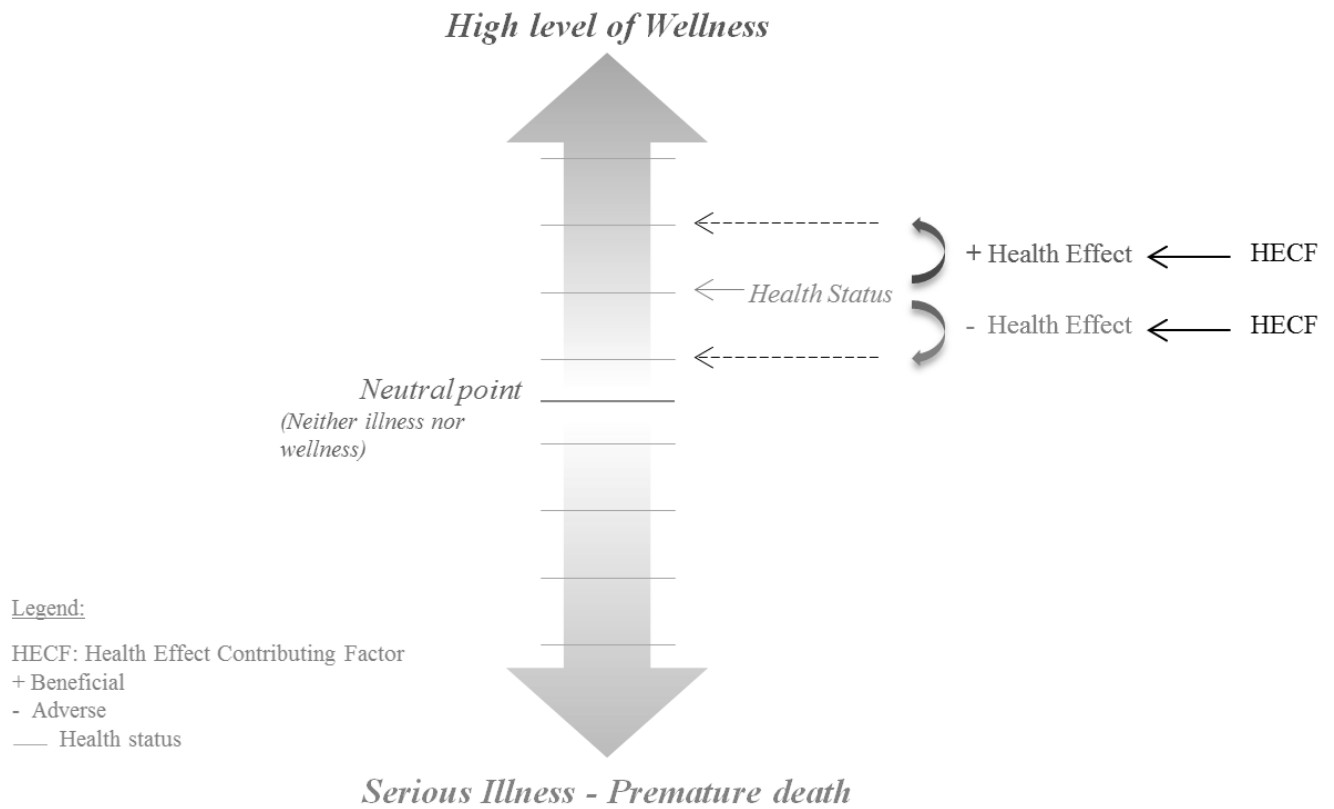 High level of Wellness
+ Health Effect
HECF
Health Status
- Health Effect
HECF
Neutral point
(Neither illness nor
wellness)
Legend:
HECF: Health Effect Contributing Factor
+ Beneficial
- Adverse
Health status
Serious Illness - Premature death